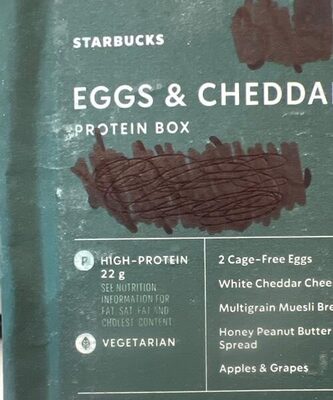 STARBUCKS
EGGS & CHEDDA
PROTEIN BOX
P HIGH-PROTEIN
22 g
SEE NUTRITION
INFORMATION FOR
FAT, SAT. FAT AND
CHOLEST. CONTENT.
VEGETARIAN
2 Cage-Free Eggs
White Cheddar Chee
Multigrain Muesli Bre
Honey Peanut Butter
Spread
Apples & Grapes